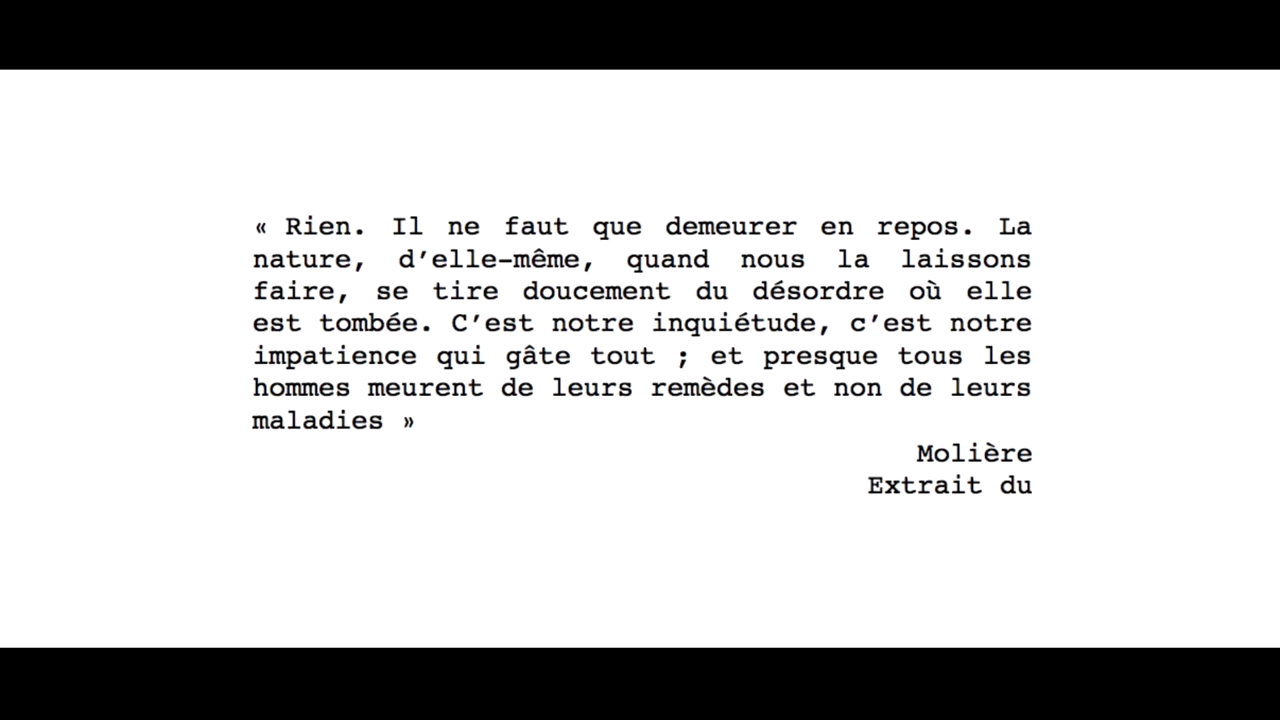 « Rien. Il ne faut que demeurer en repos. La
nature, d’elle-même, quand nous la laissons
faire, se tire doucement du désordre où elle
est tombée. C’est notre inquiétude, c’est notre
impatience qui gâte tout ; et presque tous les
hommes meurent de leurs remèdes et non de leurs
maladies »
Molière
Extrait du